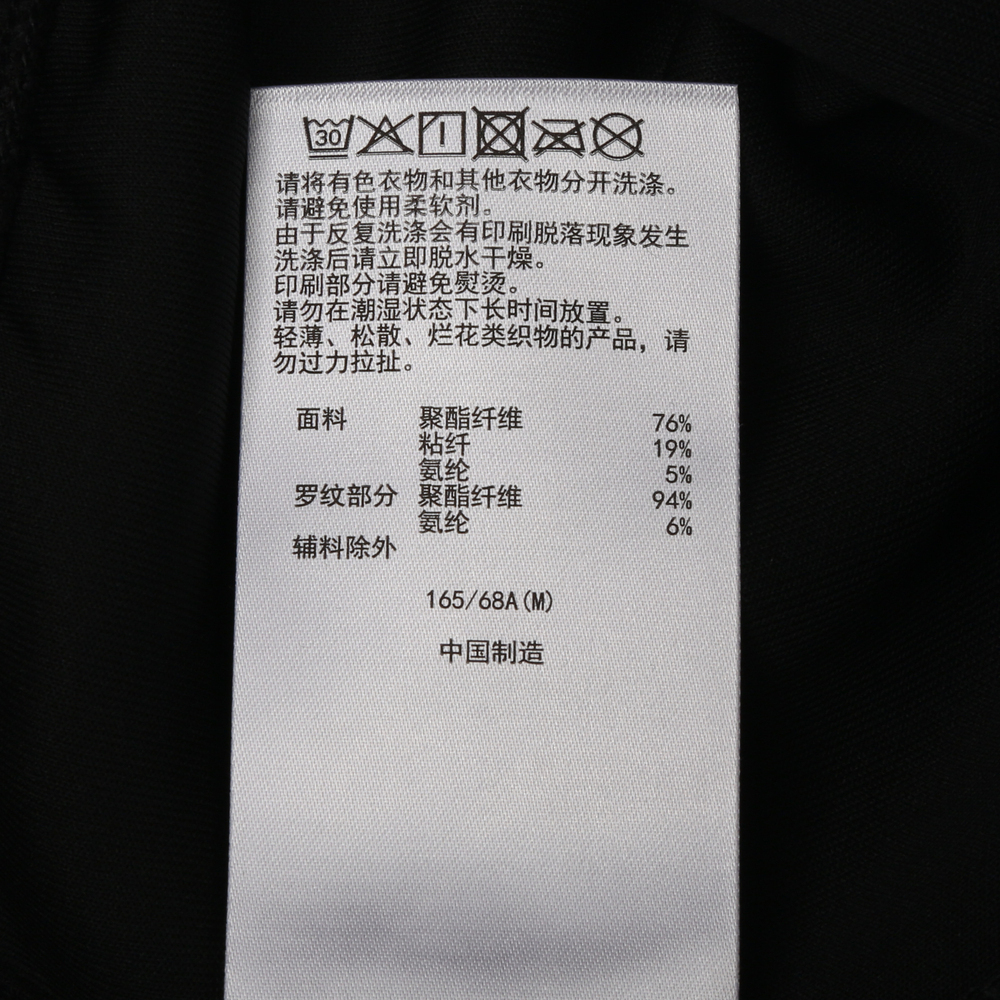 30
请将有色衣物和其他衣物分开洗涤。
请避免使用柔软剂。
由于反复洗涤会有印刷脱落现象发生
洗涤后请立即脱水干燥。
印刷部分请避免熨烫。
请勿在潮湿状态下长时间放置。
轻薄、松散、烂花类织物的产品，请
勿过力拉扯。
面料 聚酯纤维 76%
粘纤 19%
氨纶 5%
罗纹部分 聚酯纤维 94%
氨纶 6%
辅料除外
165/68A(M)
中国制造